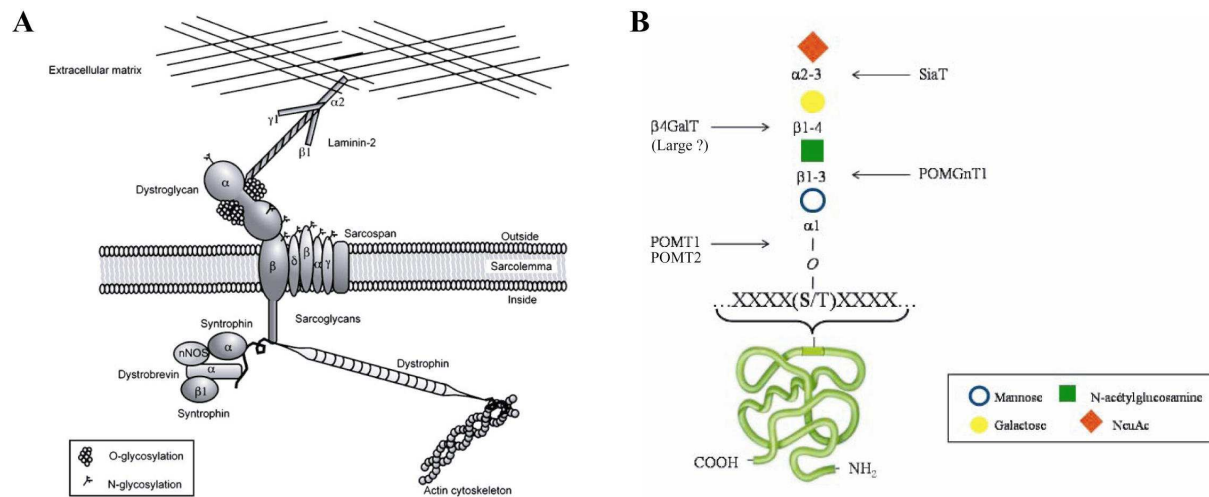 A
Extracellular matrix
α2
γ1
Laminin-2
β1
Dystroglycan
α
Sarcospan
Outside
β
δ
β
α
γ
Sarcolemma
Inside
Sarcoglycans
Syntrophin
nNOS
α
Dystrobrevin
α
β1
Syntrophin
Dystrophin
O-glycosylation
N-glycosylation
Actin cytoskeleton
B
α2-3
SiaT
β4GalT
(Large ?)
β1-4
β1-3
POMGnT1
α1
POMT1
POMT2
O
...XXXX(S/T)XXXX...
COOH
NH2
Mannose
N-acétylglucosamine
Galactose
NeuAc